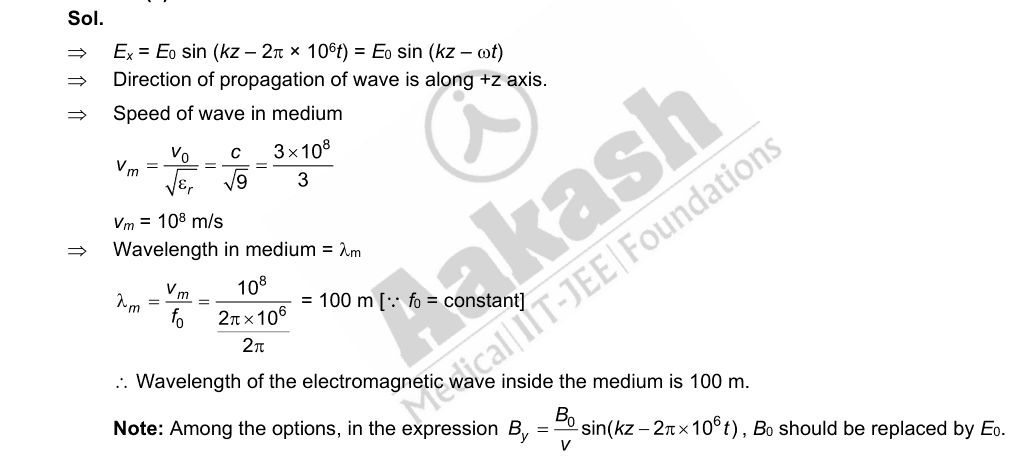 Sol.
⇒ Eₓ = E₀ sin (kz – 2π × 10⁶t) = E₀ sin (kz – ωt)
⇒ Direction of propagation of wave is along +z axis.
⇒ Speed of wave in medium
vₘ = v₀/√εᵣ = c/√9 = 3×10⁸/3
vₘ = 10⁸ m/s
⇒ Wavelength in medium = λₘ
λₘ = vₘ/f₀ = 10⁸/(2π×10⁶/2π) = 100 m [∵ f₀ = constant]
∴ Wavelength of the electromagnetic wave inside the medium is 100 m.
Note: Among the options, in the expression B_y = B₀/v sin(kz – 2π×10⁶t), B₀ should be replaced by E₀.
Aakash
Medical|IIT-JEE|Foundations